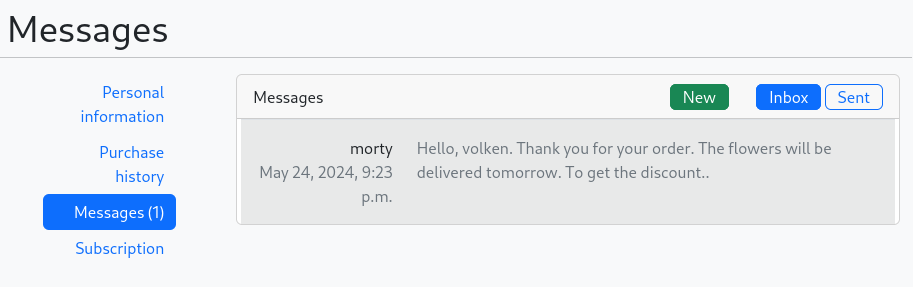 Messages
Personal
information
Purchase
history
Messages (1)
Subscription
Messages
New
Inbox
Sent
morty
May 24, 2024, 9:23
p.m.
Hello, volken. Thank you for your order. The flowers will be
delivered tomorrow. To get the discount..